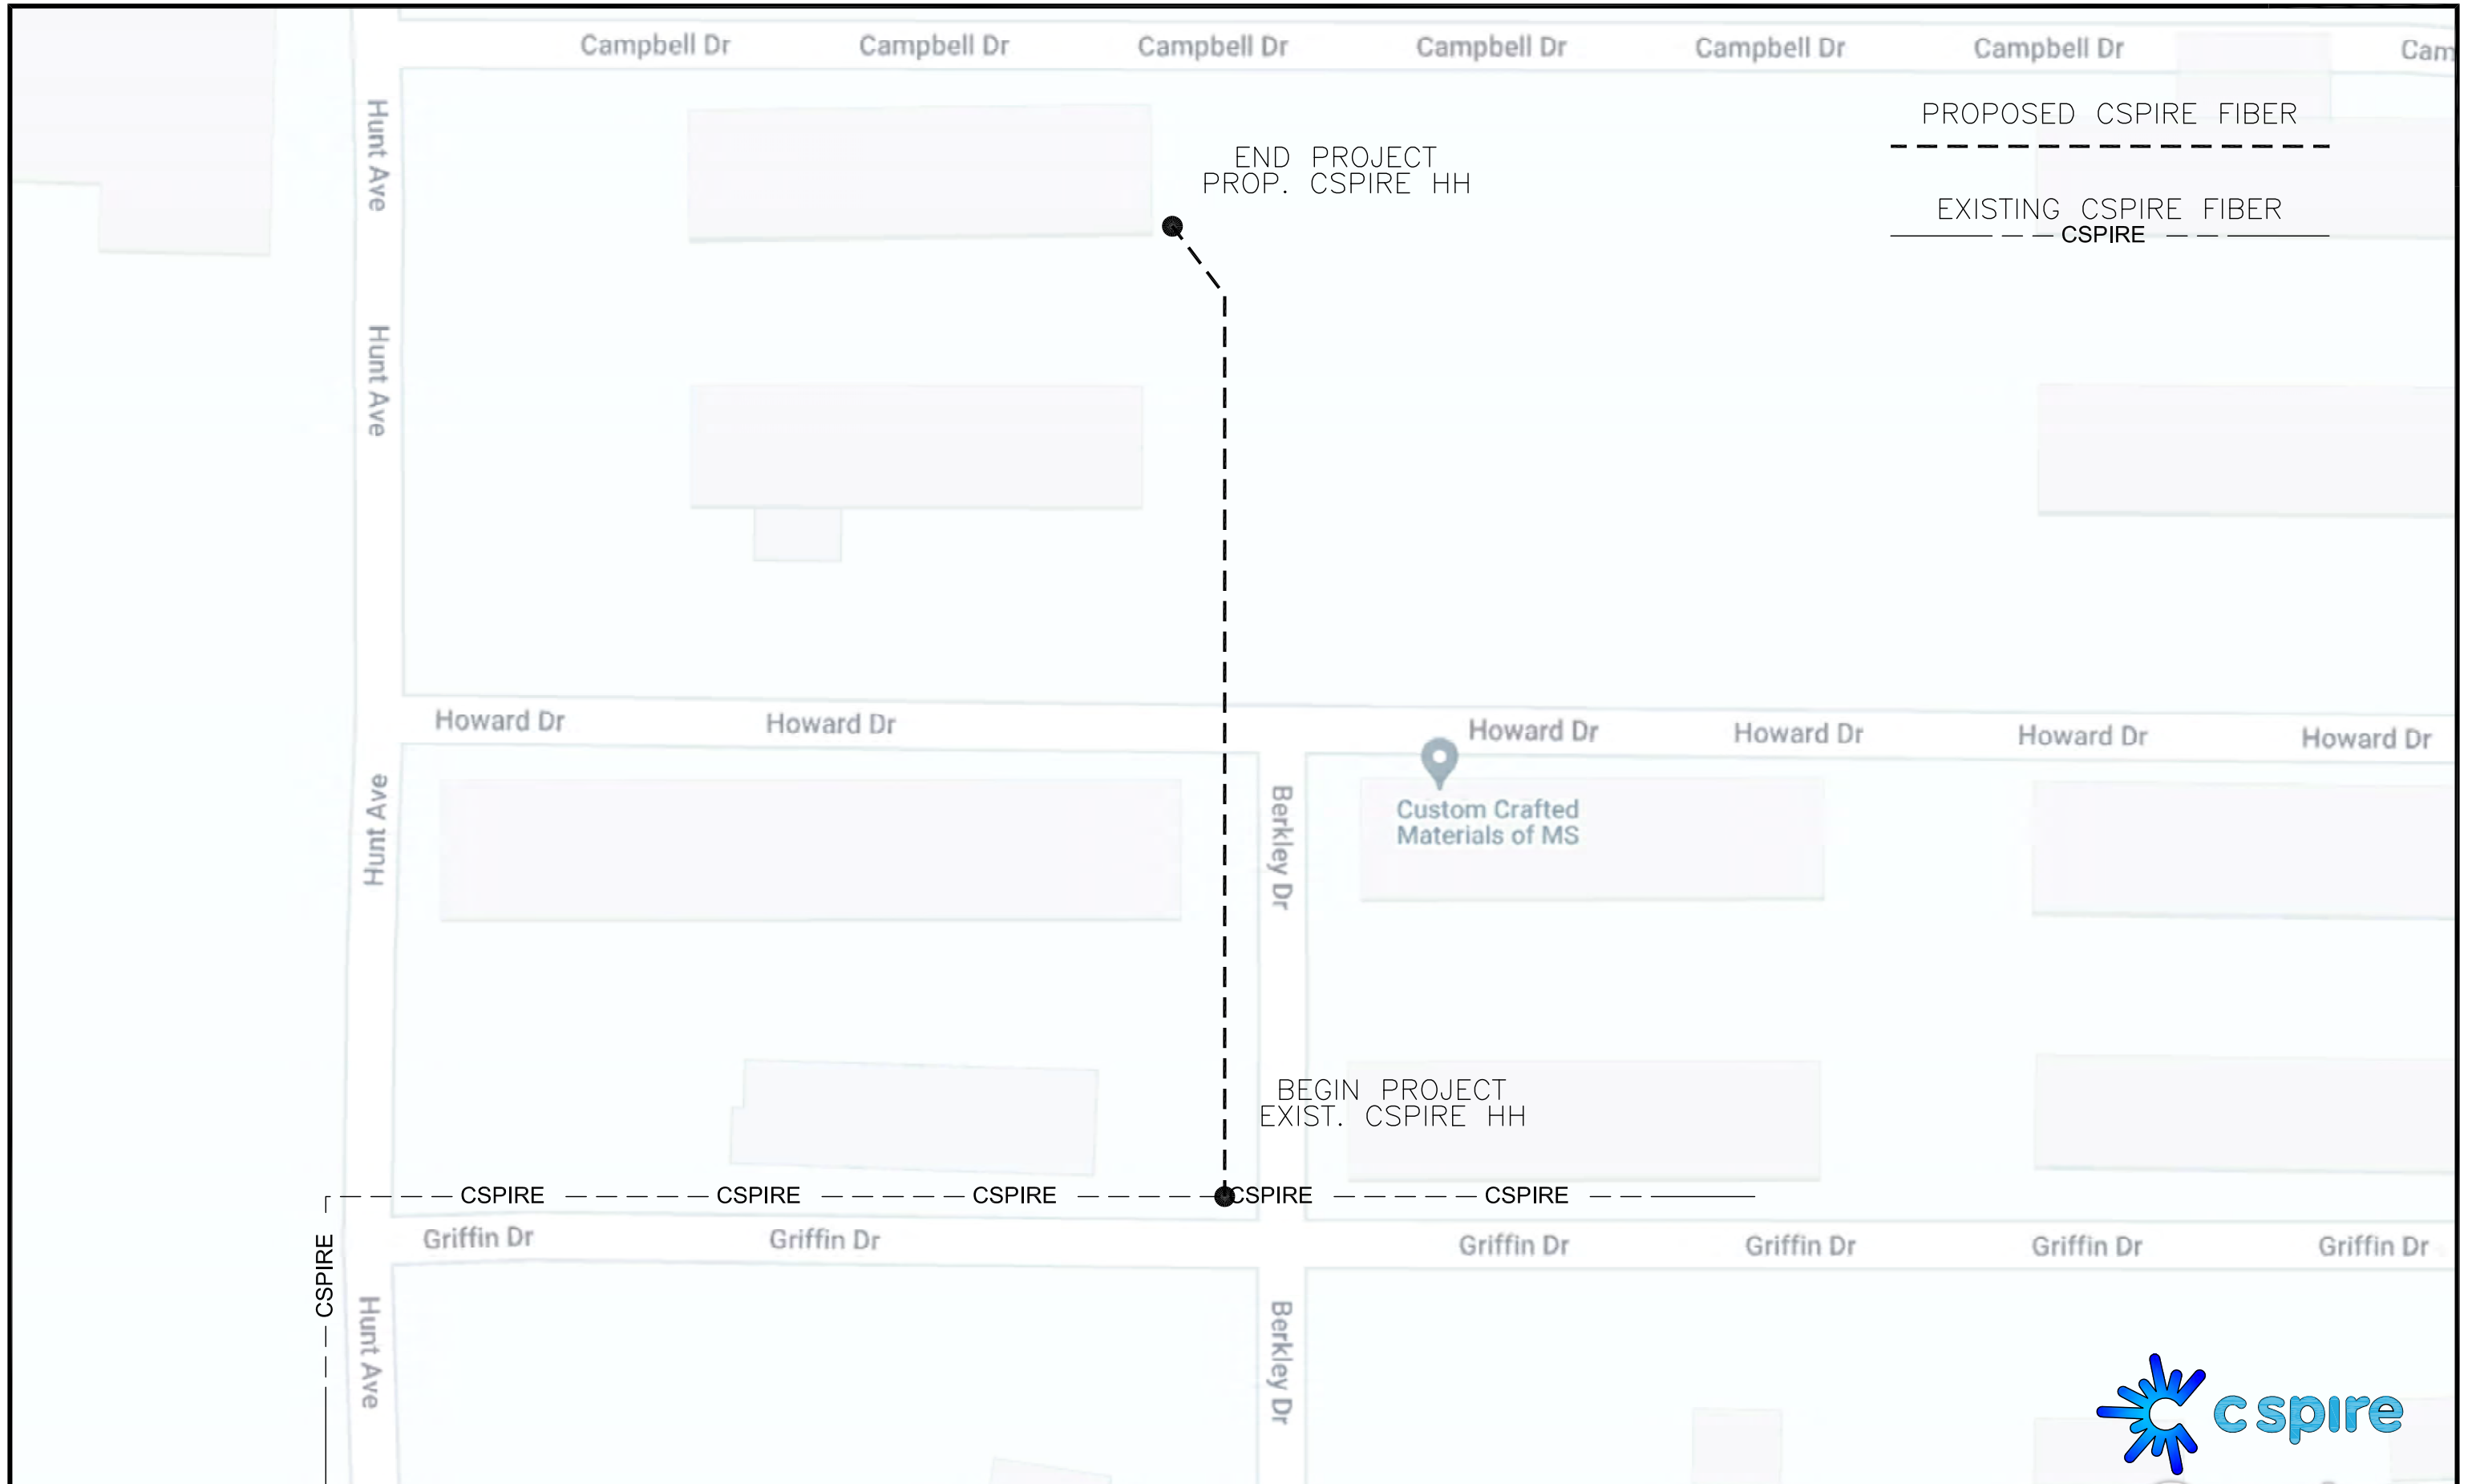 Campbell Dr Campbell Dr Campbell Dr Campbell Dr Campbell Dr Campbell Dr Cam
Hunt Ave
PROPOSED CSPIRE FIBER
END PROJECT
PROP. CSPIRE HH
EXISTING CSPIRE FIBER
CSPIRE
Hunt Ave
Howard Dr Howard Dr Howard Dr Howard Dr Howard Dr Howard Dr
Hunt Ave
Berkley Dr
Custom Crafted
Materials of MS
BEGIN PROJECT
EXIST. CSPIRE HH
CSPIRE CSPIRE CSPIRE CSPIRE CSPIRE
CSPIRE
Griffin Dr Griffin Dr Griffin Dr Griffin Dr Griffin Dr Griffin Dr
Hunt Ave
Berkley Dr
c spire